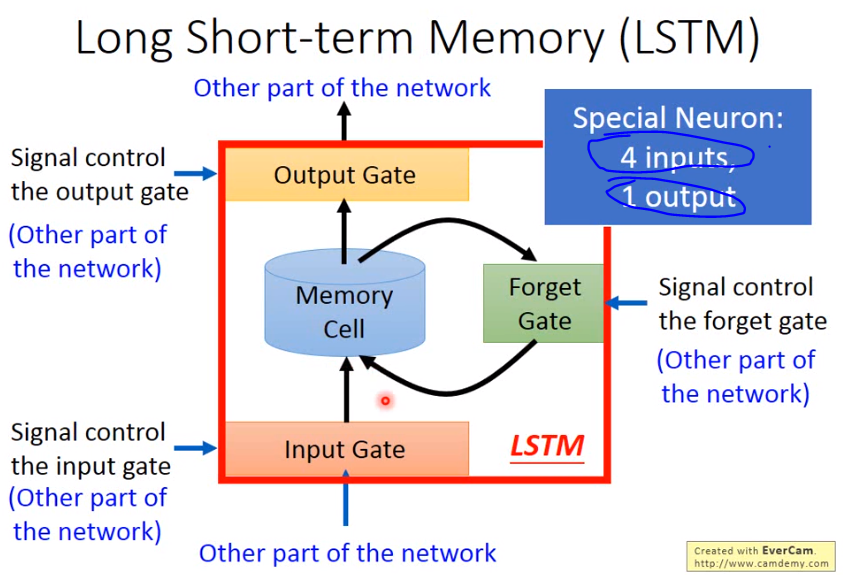 Long Short-term Memory (LSTM)
Other part of the network
Special Neuron:
4 inputs,
1 output
Signal control
the output gate
(Other part of
the network)
Output Gate
Memory
Cell
Forget
Gate
Signal control
the forget gate
(Other part of
the network)
Signal control
the input gate
(Other part of
the network)
Input Gate
LSTM
Other part of the network
Created with EverCam.
http://www.camdemy.com